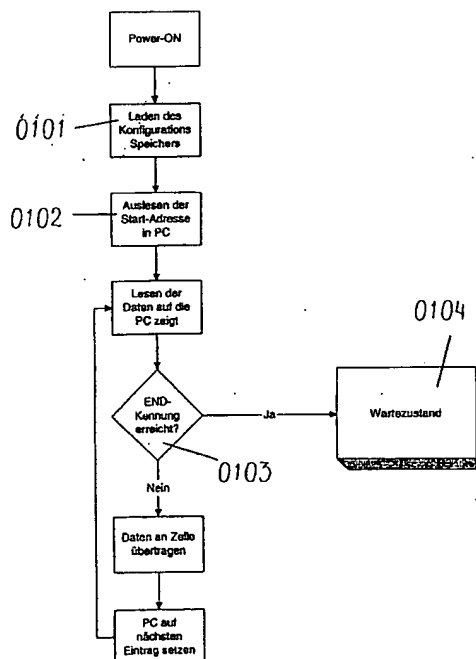 Power-ON
0101
Laden des
Konfigurations
Speichers
0102
Auslesen der
Start-Adresse
in PC
Lesen der
Daten auf die
PC zeigt
0104
END-
Kennung
erreicht?
Ja
Wartezustand
0103
Nein
Daten an Zelle
übertragen
PC auf
nächsten
Eintrag setzen